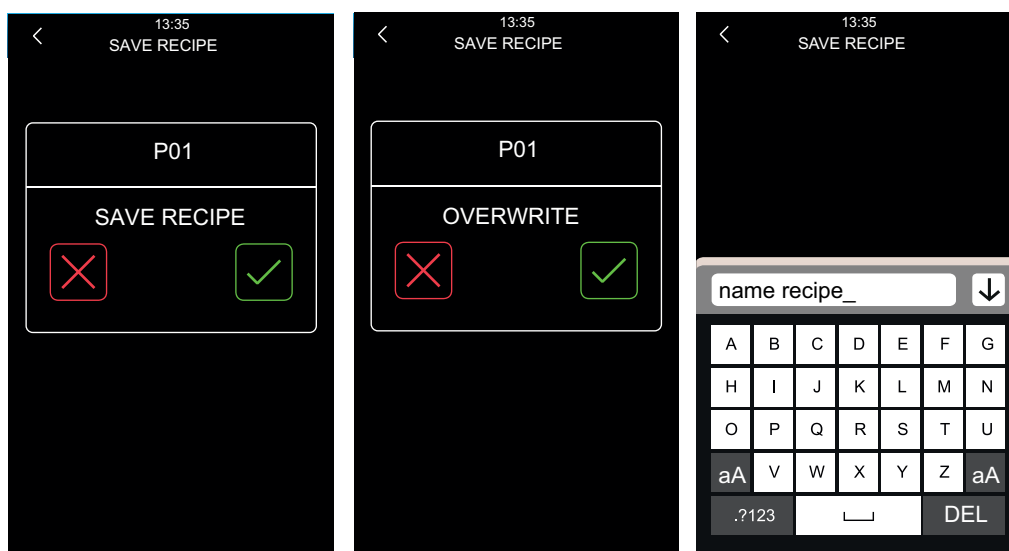 13:35
SAVE RECIPE
P01
SAVE RECIPE
13:35
SAVE RECIPE
P01
OVERWRITE
13:35
SAVE RECIPE
name recipe_
A B C D E F G
H I J K L M N
O P Q R S T U
aA V W X Y Z aA
.?123 DEL